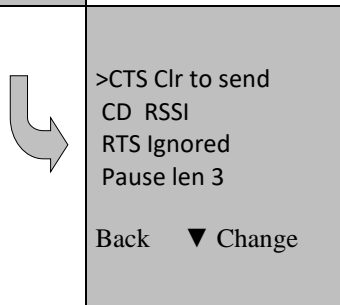 >CTS Clr to send
CD RSSI
RTS Ignored
Pause len 3
Back ▼ Change